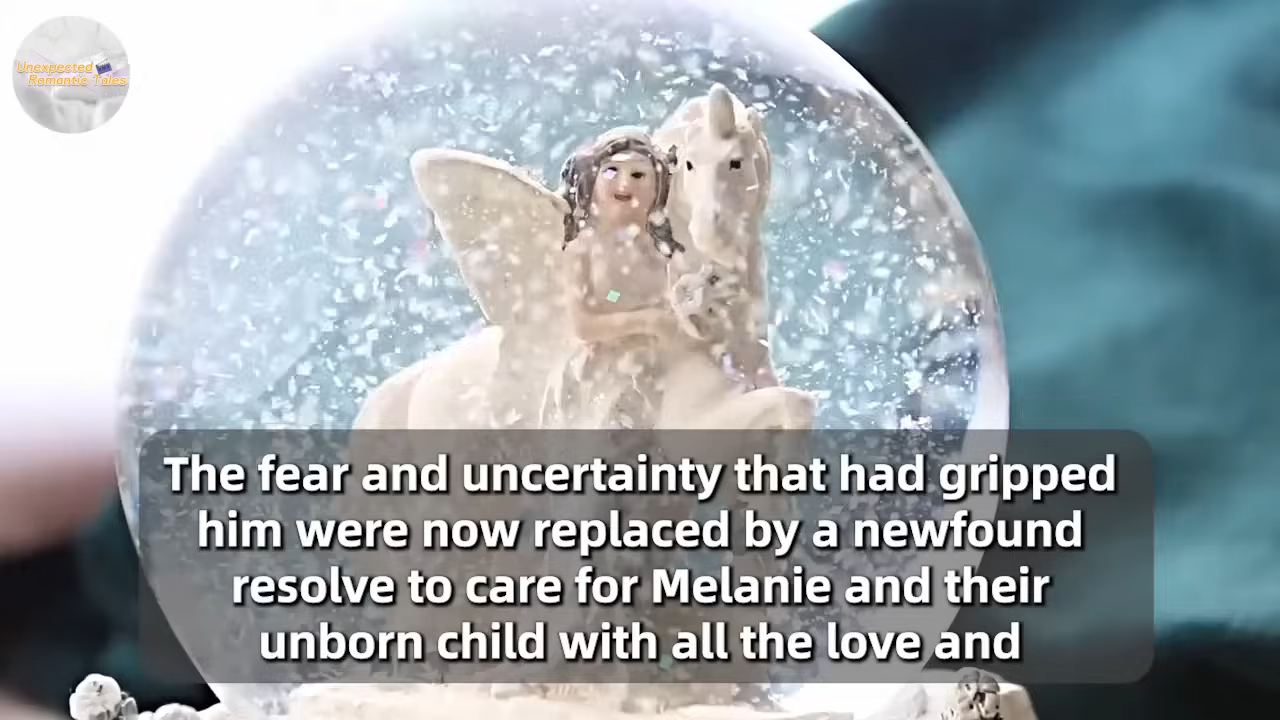 Unexpected
Romantic Tales
The fear and uncertainty that had gripped
him were now replaced by a newfound
resolve to care for Melanie and their
unborn child with all the love and